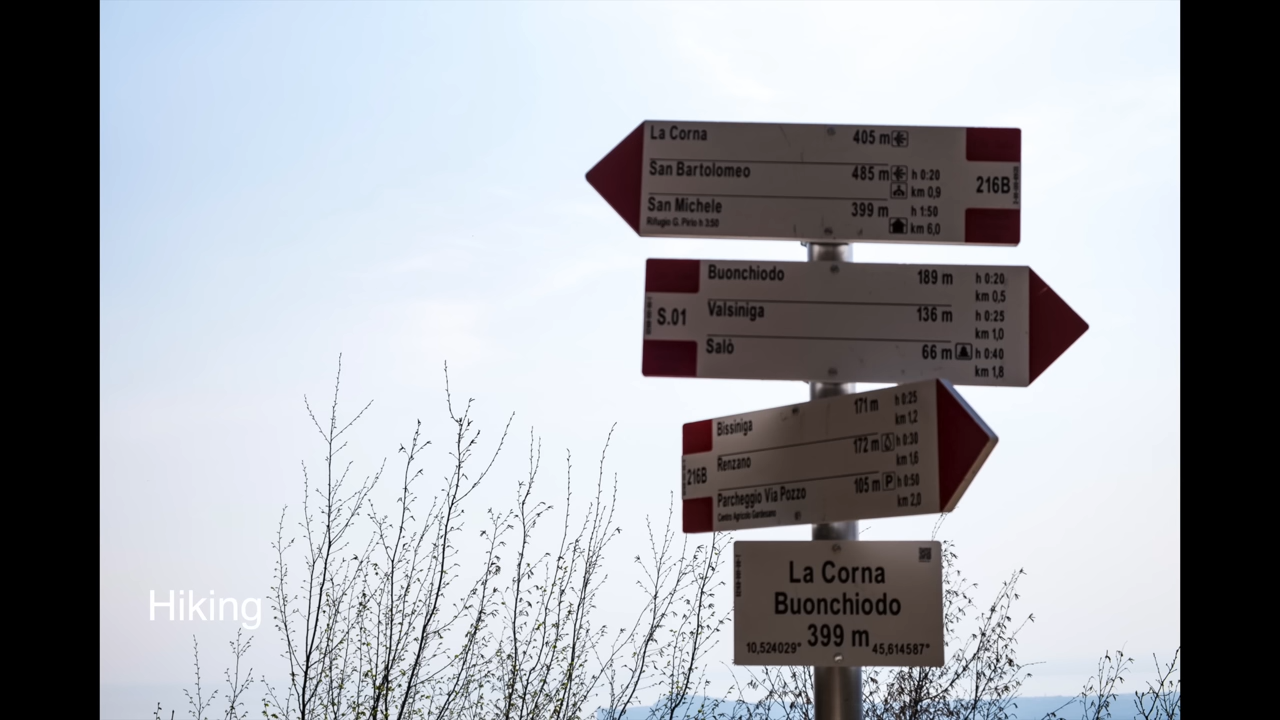 La Corna 405 m
San Bartolomeo 485 m h 0:20
km 0,9
San Michele 399 m h 1:50
Rifugio G. Pirlo h 3:50 km 6,0
216B
Buonchiodo 189 m h 0:20
km 0,5
S.01
Valsiniga 136 m h 0:25
km 1,0
Salò 66 m h 0:40
km 1,8
Bissiniga 171 m h 0:25
km 1,2
216B
Renzano 172 m h 0:30
km 1,6
Parcheggio Via Pozzo 105 m P h 0:50
Centro Agricolo Gardesano km 2,0
La Corna
Buonchiodo
399 m
10,524029° 45,614587°
Hiking